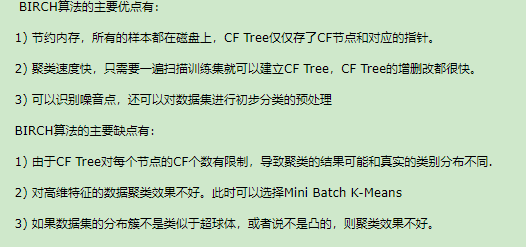 BIRCH算法的主要优点有：
1) 节约内存，所有的样本都在磁盘上，CF Tree仅仅存了CF节点和对应的指针。
2) 聚类速度快，只需要一遍扫描训练集就可以建立CF Tree，CF Tree的增删改都很快。
3) 可以识别噪音点，还可以对数据集进行初步分类的预处理
BIRCH算法的主要缺点有：
1) 由于CF Tree对每个节点的CF个数有限制，导致聚类的结果可能和真实的类别分布不同.
2) 对高维特征的数据聚类效果不好。此时可以选择Mini Batch K-Means
3) 如果数据集的分布簇不是类似于超球体，或者说不是凸的，则聚类效果不好。